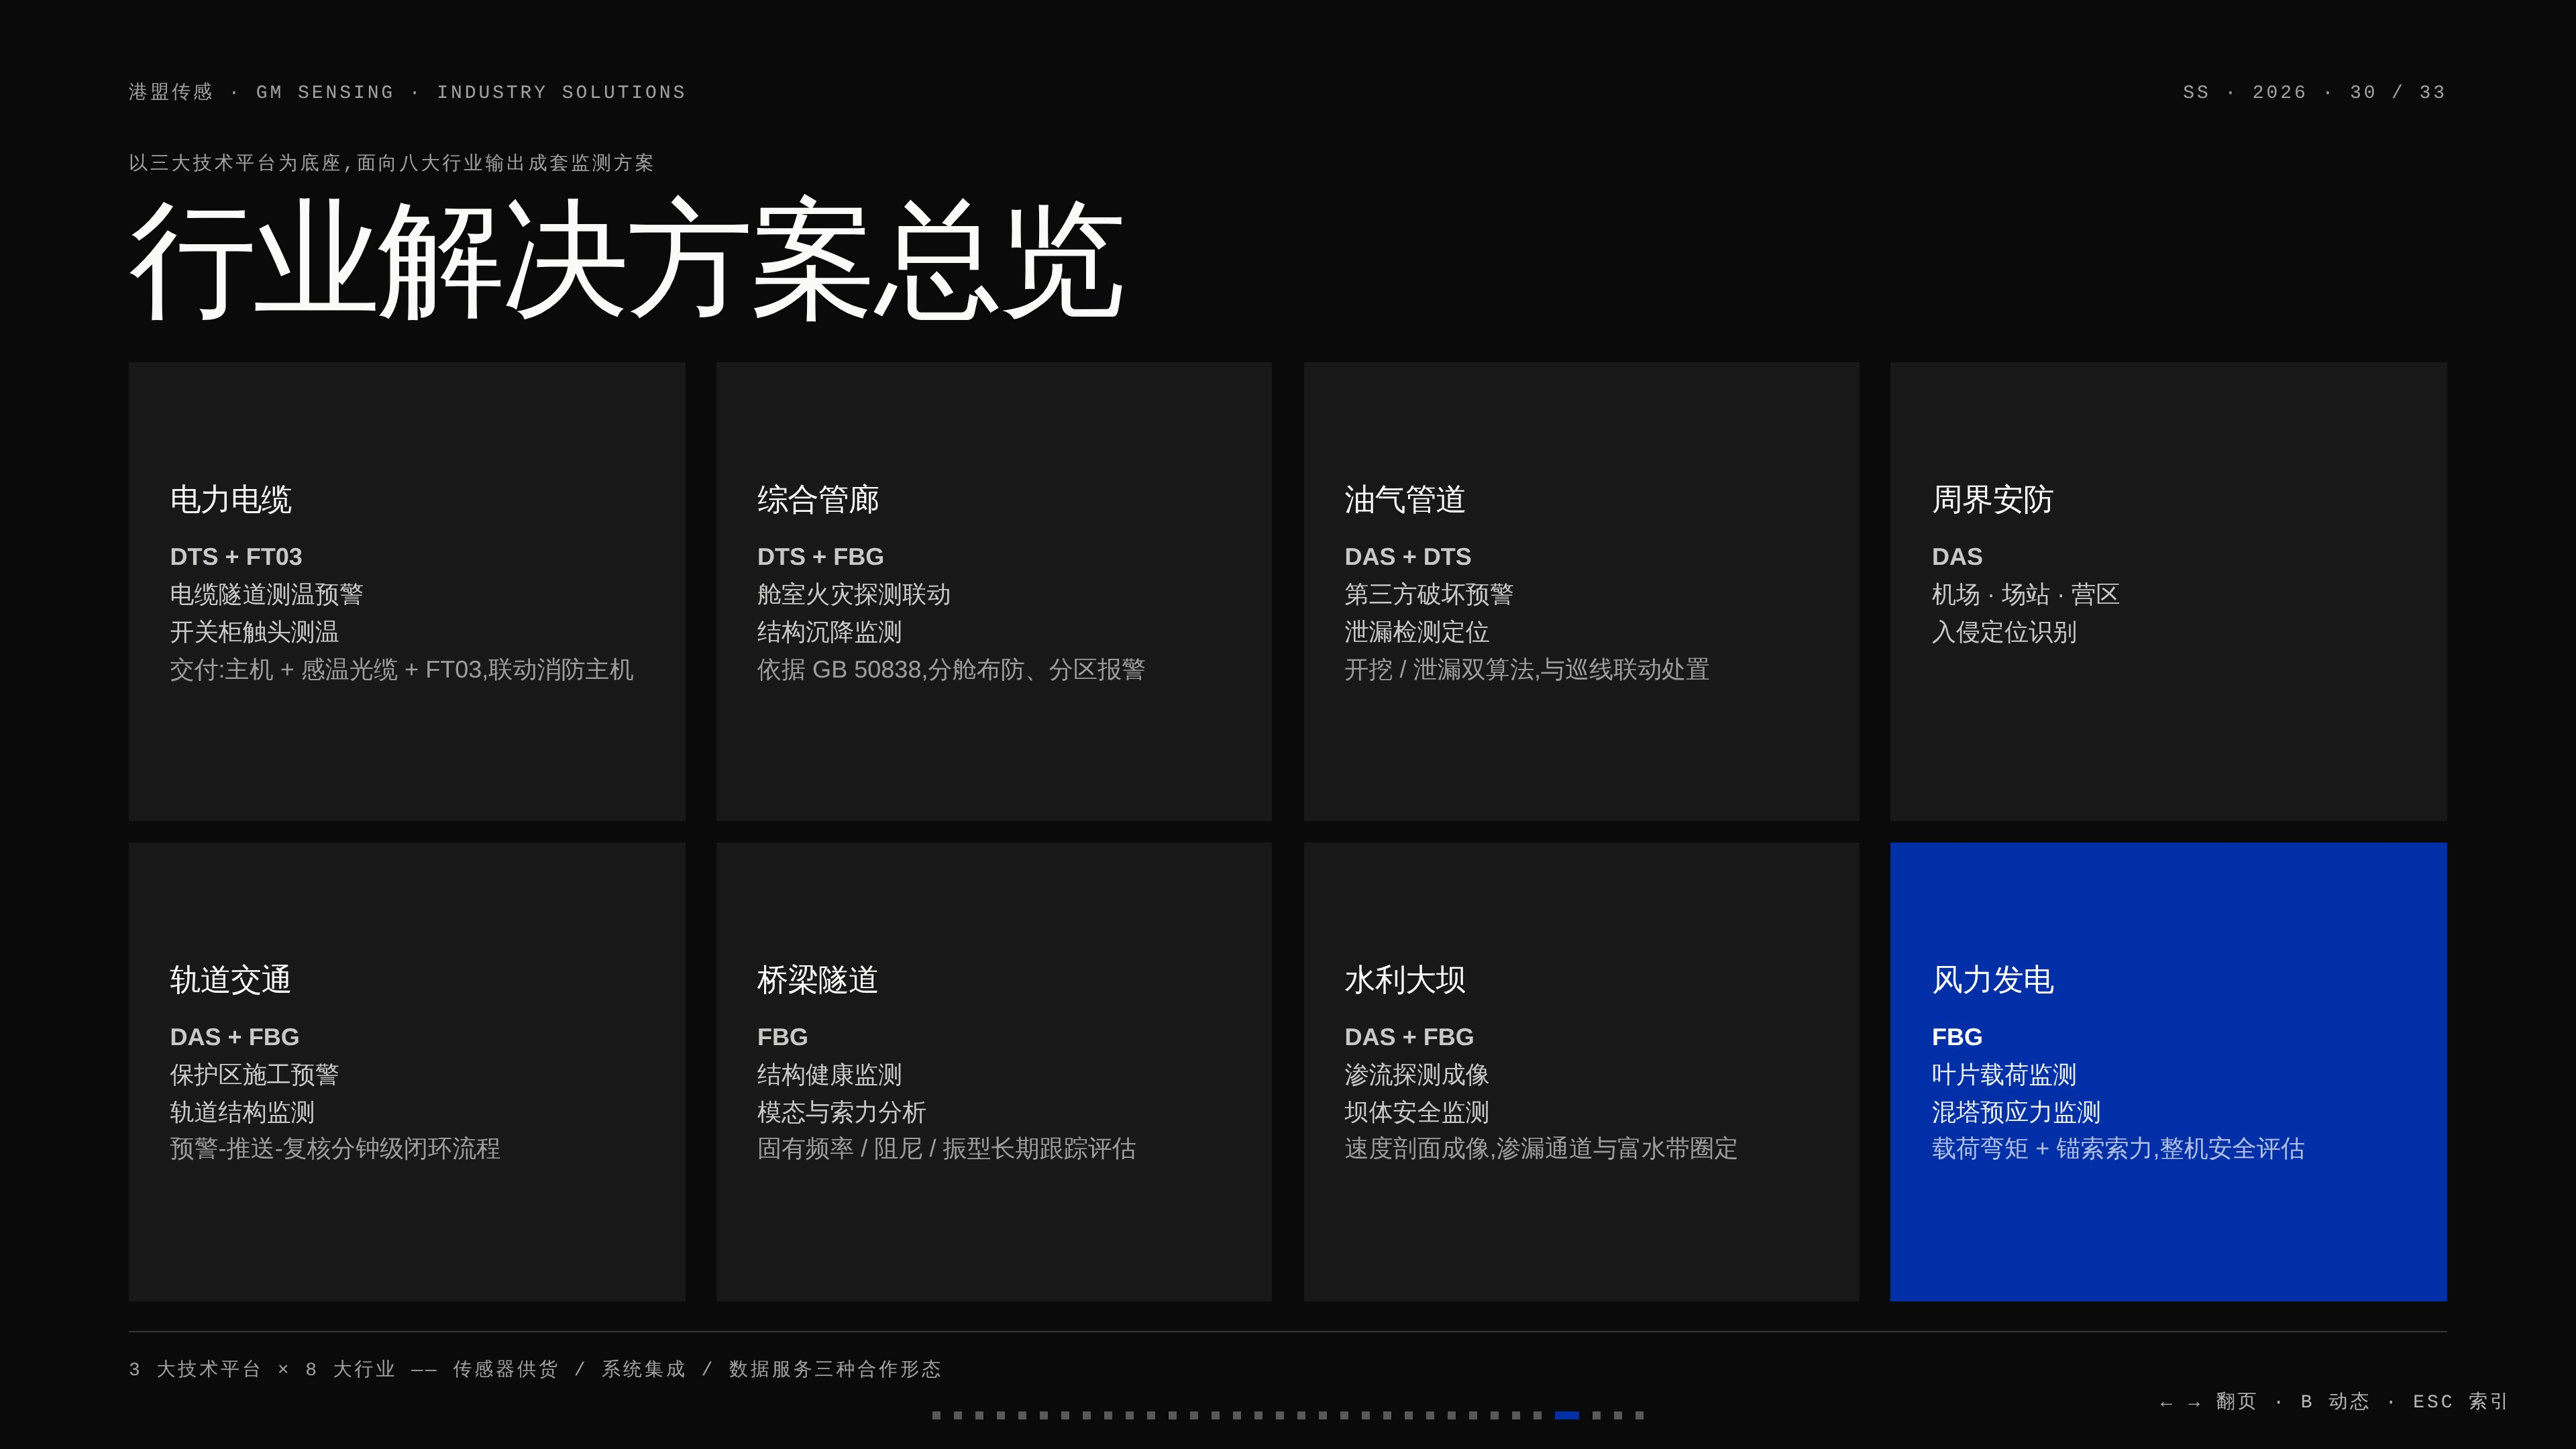 港盟传感 · GM SENSING · INDUSTRY SOLUTIONS
SS · 2026 · 30 / 33
以三大技术平台为底座,面向八大行业输出成套监测方案
行业解决方案总览
电力电缆
DTS + FT03
电缆隧道测温预警
开关柜触头测温
交付:主机 + 感温光缆 + FT03,联动消防主机
综合管廊
DTS + FBG
舱室火灾探测联动
结构沉降监测
依据 GB 50838,分舱布防、分区报警
油气管道
DAS + DTS
第三方破坏预警
泄漏检测定位
开挖 / 泄漏双算法,与巡线联动处置
周界安防
DAS
机场 · 场站 · 营区
入侵定位识别
轨道交通
DAS + FBG
保护区施工预警
轨道结构监测
预警-推送-复核分钟级闭环流程
桥梁隧道
FBG
结构健康监测
模态与索力分析
固有频率 / 阻尼 / 振型长期跟踪评估
水利大坝
DAS + FBG
渗流探测成像
坝体安全监测
速度剖面成像,渗漏通道与富水带圈定
风力发电
FBG
叶片载荷监测
混塔预应力监测
载荷弯矩 + 锚索索力,整机安全评估
3 大技术平台 × 8 大行业 —— 传感器供货 / 系统集成 / 数据服务三种合作形态
← → 翻页 · B 动态 · ESC 索引